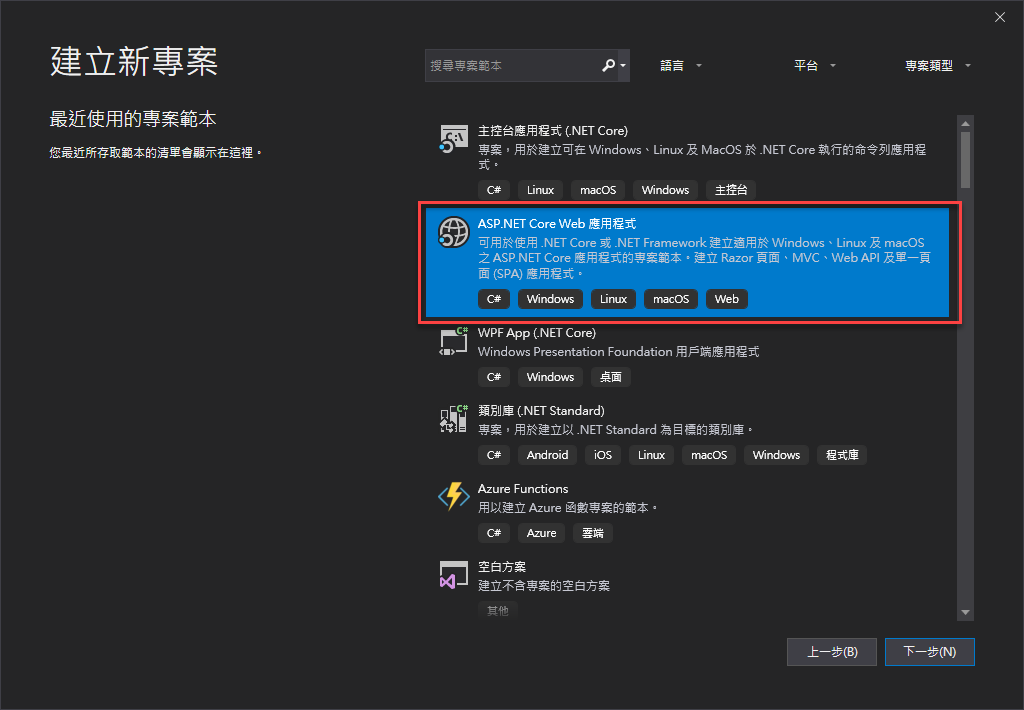 建立新專案
搜尋專案範本
語言
平台
專案類型
最近使用的專案範本
您最近所存取範本的清單會顯示在這裡。
主控台應用程式 (.NET Core)
專案，用於建立可在 Windows、Linux 及 MacOS 於 .NET Core 執行的命令列應用程
式。
C#
Linux
macOS
Windows
主控台
ASP.NET Core Web 應用程式
可用於使用 .NET Core 或 .NET Framework 建立適用於 Windows、Linux 及 macOS
之 ASP.NET Core 應用程式的專案範本。建立 Razor 頁面、MVC、Web API 及單一頁
面 (SPA) 應用程式。
C#
Windows
Linux
macOS
Web
WPF App (.NET Core)
Windows Presentation Foundation 用戶端應用程式
C#
Windows
桌面
類別庫 (.NET Standard)
專案，用於建立以 .NET Standard 為目標的類別庫。
C#
Android
iOS
Linux
macOS
Windows
程式庫
Azure Functions
用以建立 Azure 函數專案的範本。
C#
Azure
雲端
空白方案
建立不含專案的空白方案
其他
上一步(B)
下一步(N)